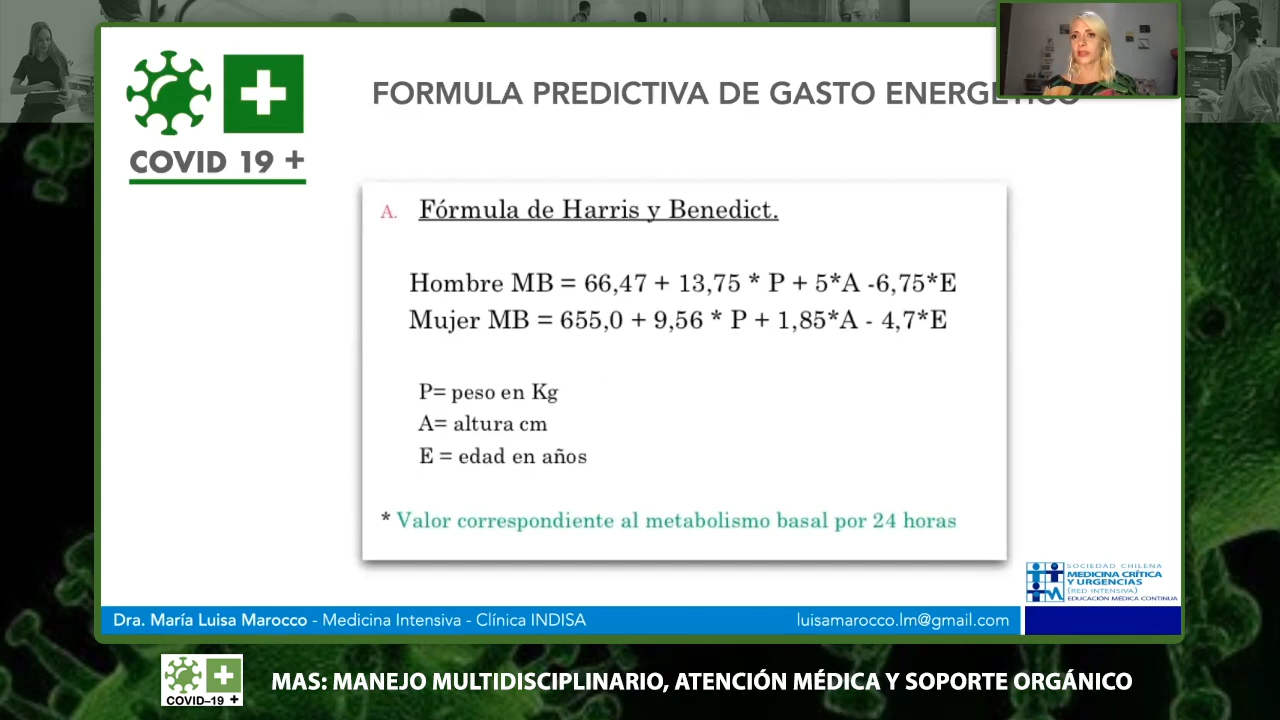 COVID 19 +
FORMULA PREDICTIVA DE GASTO ENERGETICO
A. Fórmula de Harris y Benedict.
Hombre MB = 66,47 + 13,75 * P + 5*A -6,75*E
Mujer MB = 655,0 + 9,56 * P + 1,85*A - 4,7*E
P= peso en Kg
A= altura cm
E = edad en años
* Valor correspondiente al metabolismo basal por 24 horas
SOCIEDAD CHILENA
MEDICINA CRÍTICA
Y URGENCIAS
(RED INTENSIVA)
EDUCACIÓN MÉDICA CONTINUA
Dra. María Luisa Marocco - Medicina Intensiva - Clínica INDISA
luisamarocco.lm@gmail.com
COVID-19 +
MAS: MANEJO MULTIDISCIPLINARIO, ATENCIÓN MÉDICA Y SOPORTE ORGÁNICO